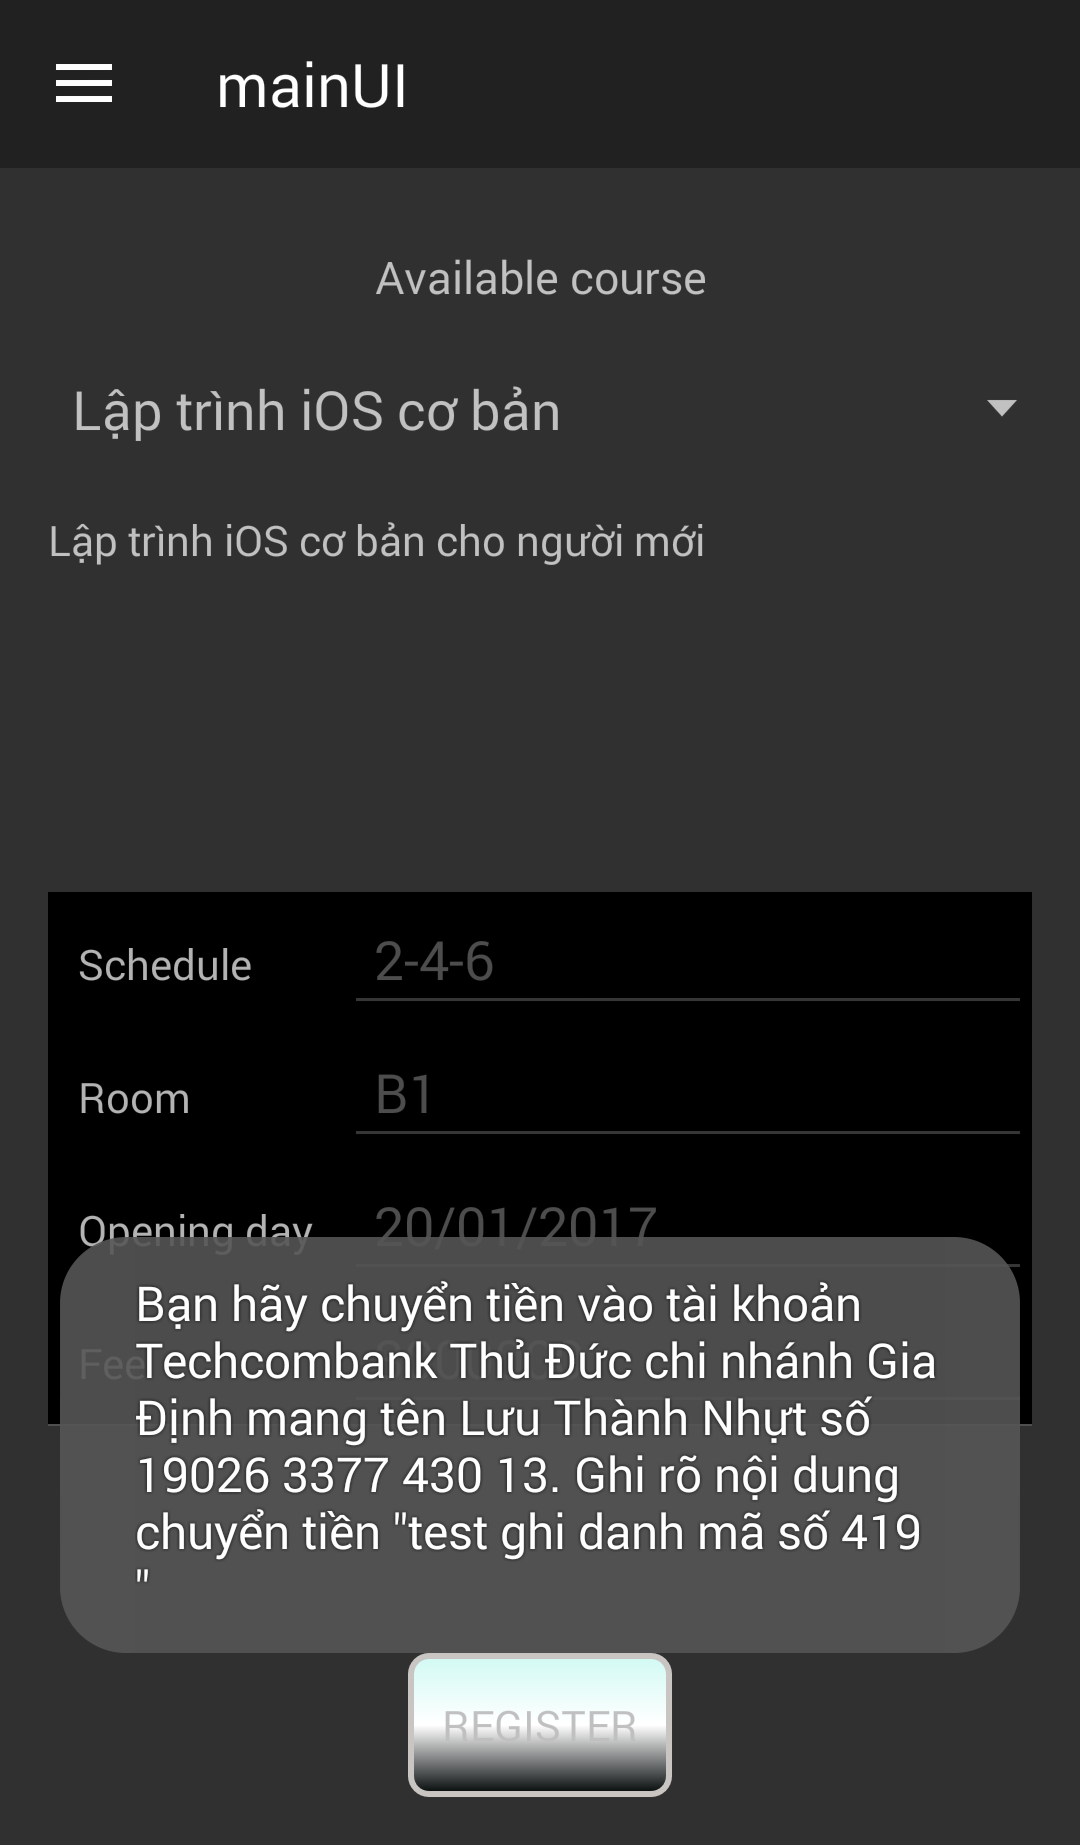 mainUI
Available course
Lập trình iOS cơ bản
Lập trình iOS cơ bản cho người mới
Schedule 2-4-6
Room B1
Opening day 20/01/2017
Fee
Bạn hãy chuyển tiền vào tài khoản
Techcombank Thủ Đức chi nhánh Gia
Định mang tên Lưu Thành Nhựt số
19026 3377 430 13. Ghi rõ nội dung
chuyển tiền "test ghi danh mã số 419
"
REGISTER